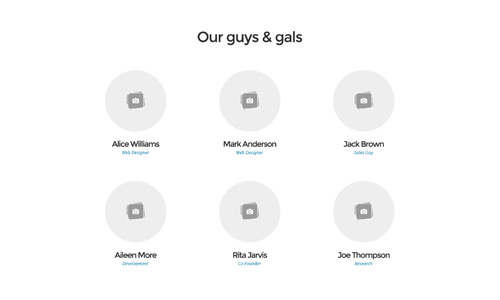 Our guys & gals
Alice Williams
Mark Anderson
Jack Brown
Web Designer
Web Designer
Sales Guy
Aileen More
Rita Jarvis
Joe Thompson
Development
Co Founder
Research